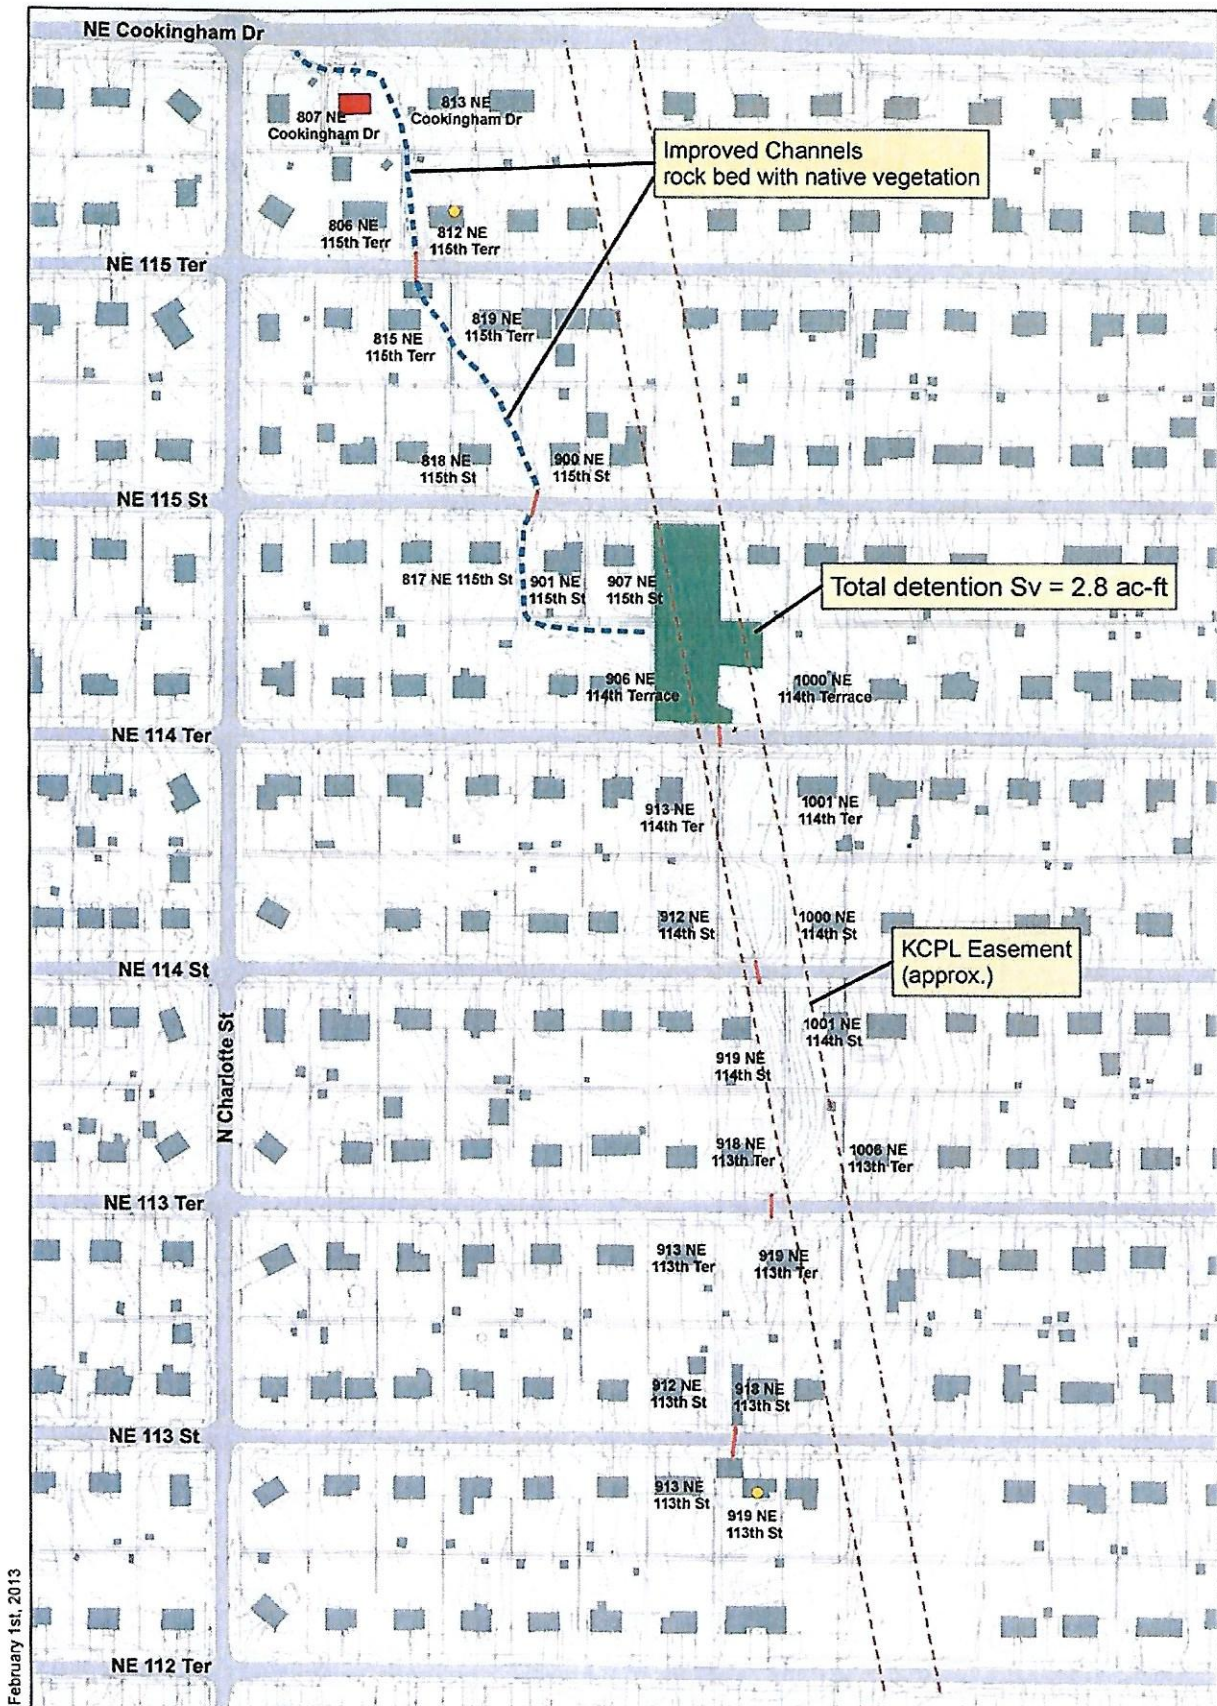 NE Cookingham Dr
807 NE
Cookingham Dr
813 NE
Cookingham Dr
Improved Channels
rock bed with native vegetation
806 NE
115th Terr
812 NE
115th Terr
NE 115 Ter
815 NE
115th Terr
819 NE
115th Terr
818 NE
115th St
900 NE
115th St
NE 115 St
817 NE 115th St
901 NE
115th St
907 NE
115th St
Total detention Sv = 2.8 ac-ft
906 NE
114th Terrace
1000 NE
114th Terrace
NE 114 Ter
913 NE
114th Ter
1001 NE
114th Ter
912 NE
114th St
1000 NE
114th St
KCPL Easement
(approx.)
NE 114 St
N Charlotte St
1001 NE
114th St
919 NE
114th St
918 NE
113th Ter
1006 NE
113th Ter
NE 113 Ter
913 NE
113th Ter
919 NE
113th Ter
912 NE
113th St
918 NE
113th St
NE 113 St
913 NE
113th St
919 NE
113th St
NE 112 Ter
February 1st, 2013